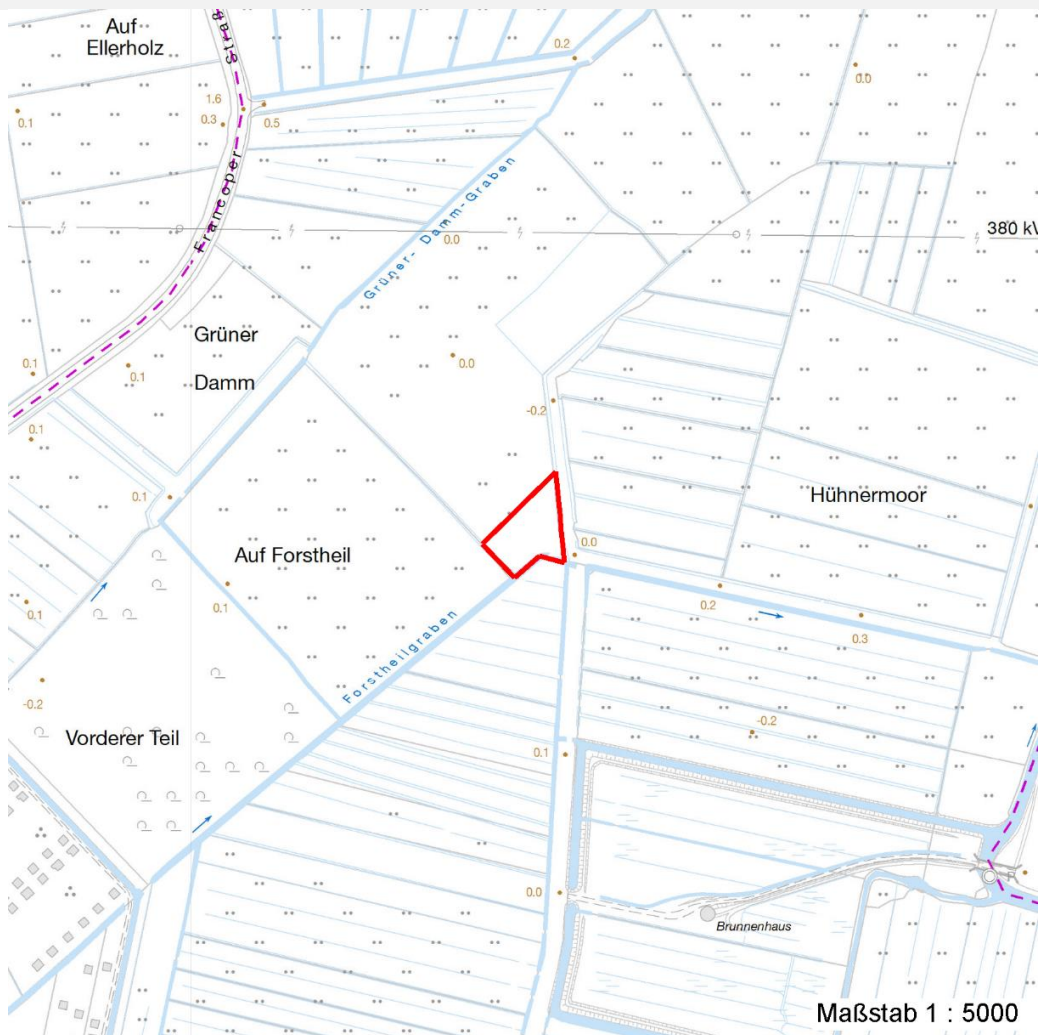 Auf
Ellerholz
0.2
0.0
0.1
1.6
0.3
0.5
Francoper
Grüner- Damm-Graben
0.0
380 kV
Grüner
Damm
0.1
0.1
0.0
0.1
-0.2
0.1
Hühnermoor
Auf Forstheil
0.0
0.1
0.1
0.2
0.3
Forstheilgraben
-0.2
-0.2
Vorderer Teil
0.1
0.0
Brunnenhaus
Maßstab 1 : 5000